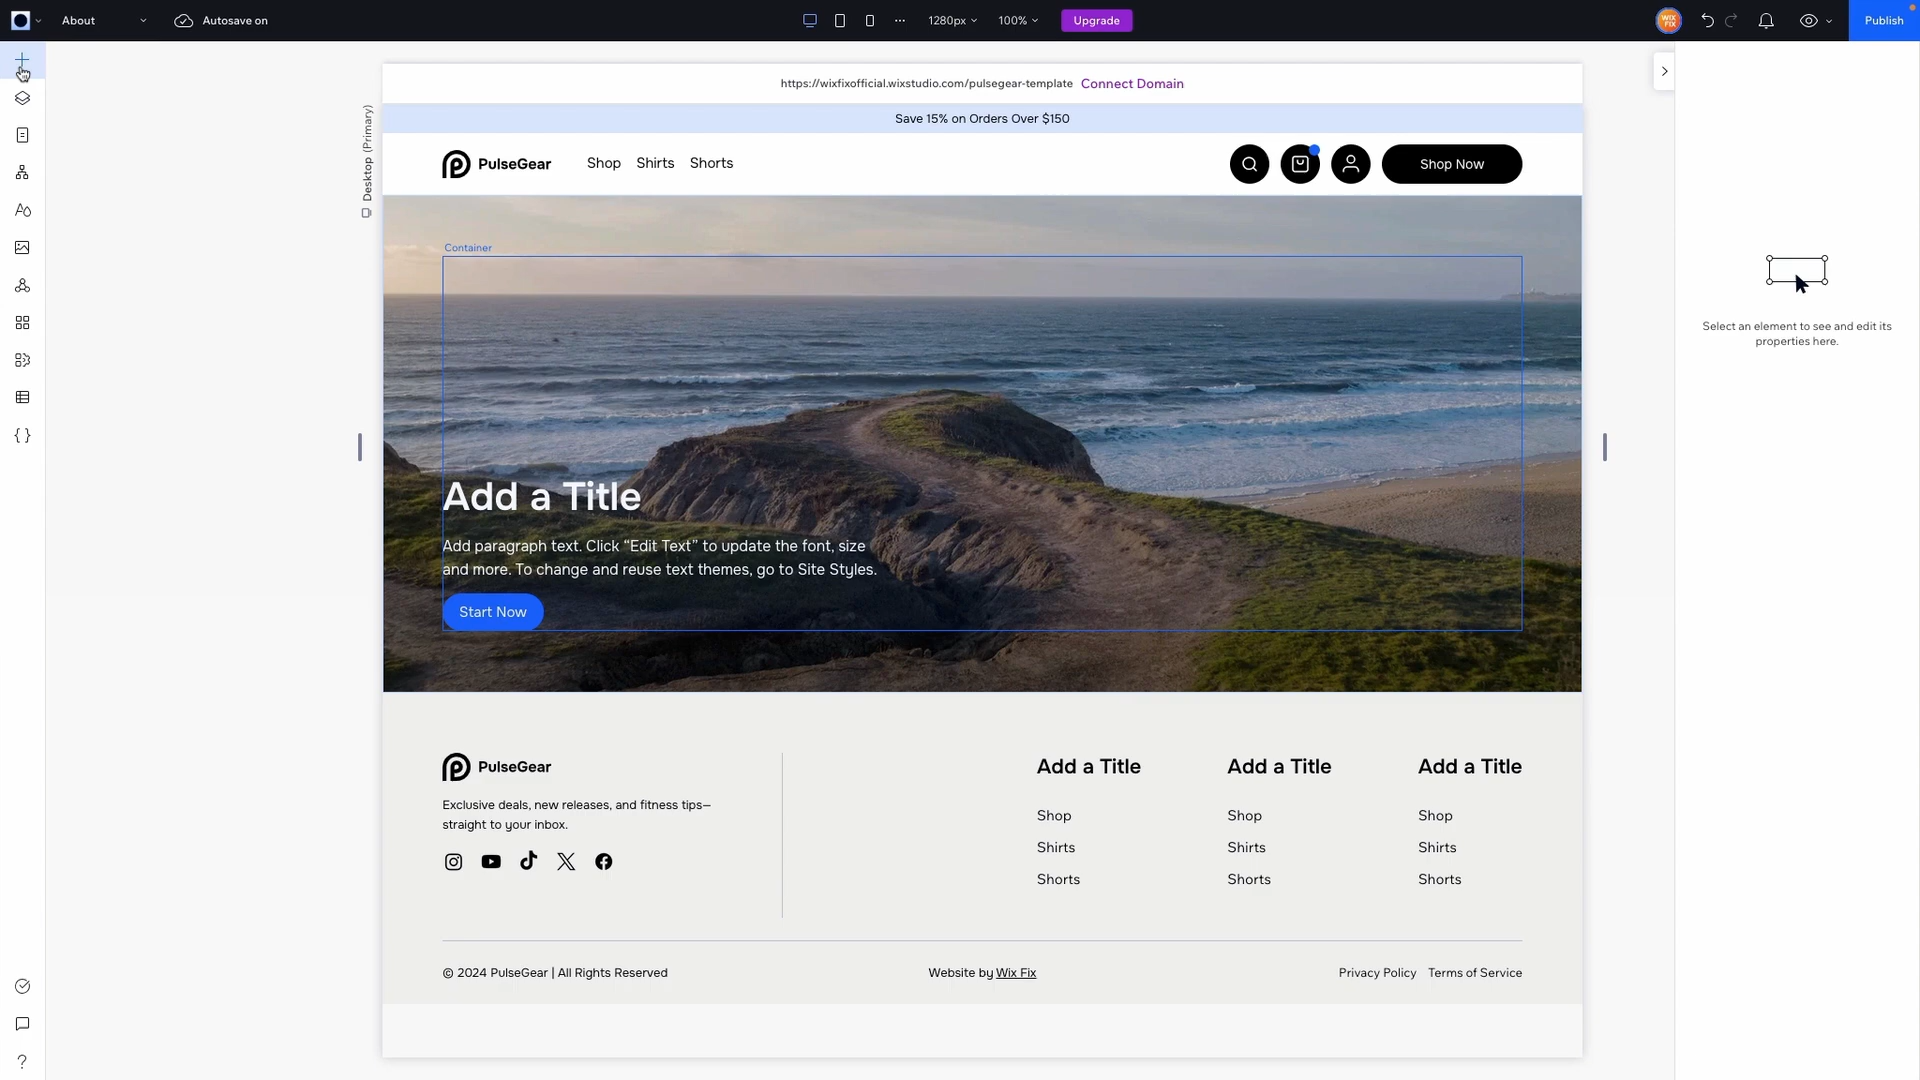 About
Autosave on
1280px
100%
Upgrade
WIX
FIX
Publish
https://wixfixofficial.wixstudio.com/pulsegear-template Connect Domain
Desktop (Primary)
Save 15% on Orders Over $150
PulseGear
Shop Shirts Shorts
Shop Now
Container
Add a Title
Add paragraph text. Click “Edit Text” to update the font, size
and more. To change and reuse text themes, go to Site Styles.
Start Now
Select an element to see and edit its
properties here.
PulseGear
Exclusive deals, new releases, and fitness tips—
straight to your inbox.
Add a Title
Shop
Shirts
Shorts
Add a Title
Shop
Shirts
Shorts
Add a Title
Shop
Shirts
Shorts
© 2024 PulseGear | All Rights Reserved
Website by Wix Fix
Privacy Policy Terms of Service